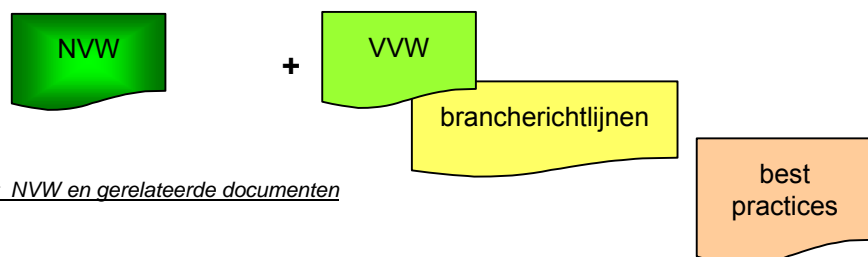 NVW
+
VVW
brancherichtlijnen
best
practices
NVW en gerelateerde documenten